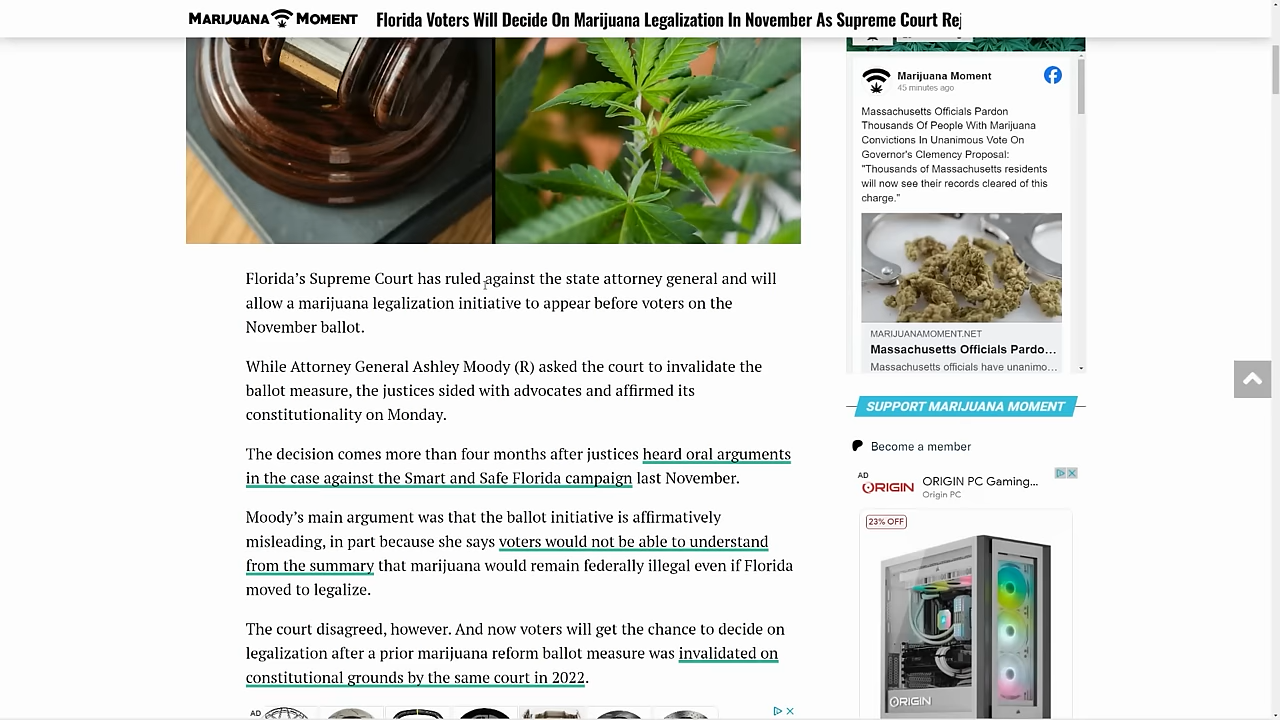 MARIJUANA MOMENT
Florida Voters Will Decide On Marijuana Legalization In November As Supreme Court
Florida’s Supreme Court has ruled against the state attorney general and will
allow a marijuana legalization initiative to appear before voters on the
November ballot.
While Attorney General Ashley Moody (R) asked the court to invalidate the
ballot measure, the justices sided with advocates and affirmed its
constitutionality on Monday.
The decision comes more than four months after justices heard oral arguments
in the case against the Smart and Safe Florida campaign last November.
Moody’s main argument was that the ballot initiative is affirmatively
misleading, in part because she says voters would not be able to understand
from the summary that marijuana would remain federally illegal even if Florida
moved to legalize.
The court disagreed, however. And now voters will get the chance to decide on
legalization after a prior marijuana reform ballot measure was invalidated on
constitutional grounds by the same court in 2022.
AD
Marijuana Moment
45 minutes ago
Massachusetts Officials Pardon
Thousands Of People With Marijuana
Convictions In Unanimous Vote On
Governor's Clemency Proposal:
"Thousands of Massachusetts residents
will now see their records cleared of this
charge."
MARIJUANAMOMENT.NET
Massachusetts Officials Pardo...
Massachusetts officials have unanimo...
SUPPORT MARIJUANA MOMENT
Become a member
AD
ORIGIN
ORIGIN PC Gaming...
Origin PC
23% OFF
ORIGIN